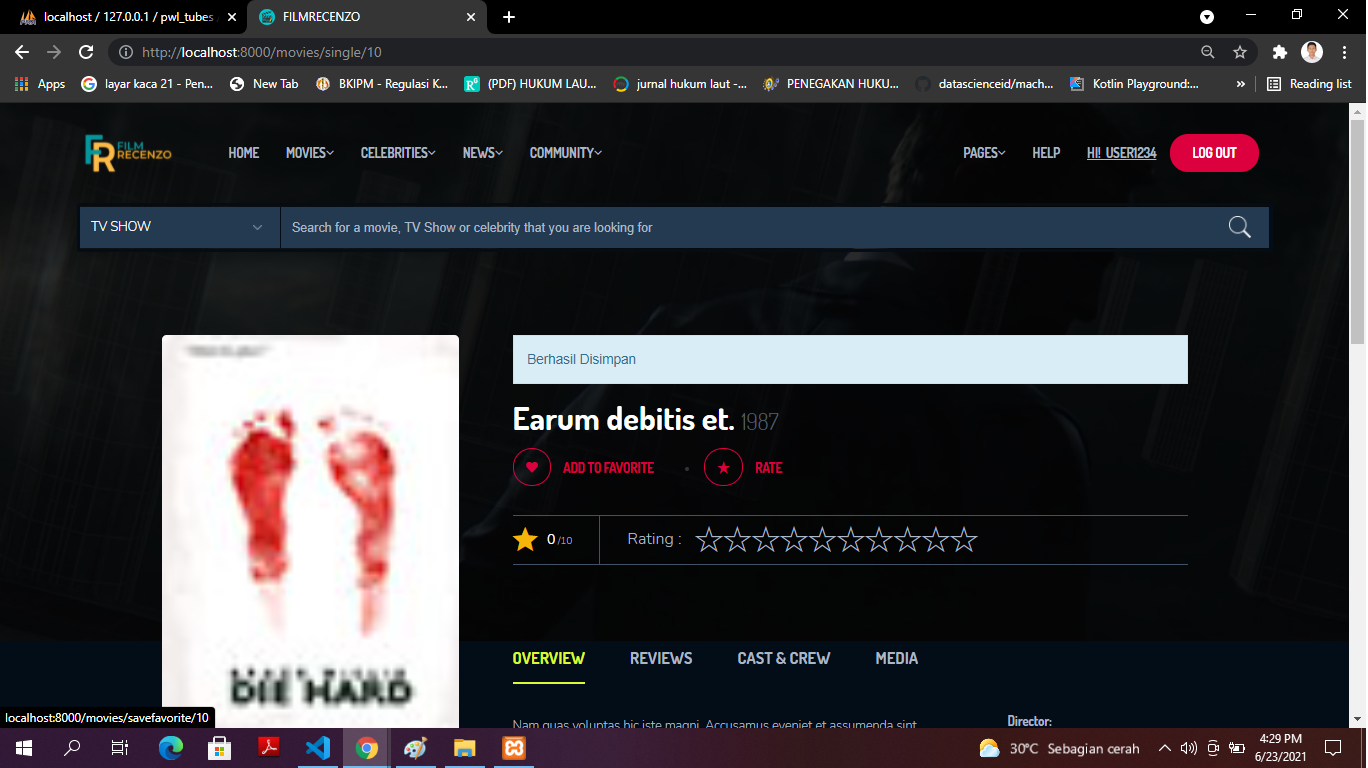 localhost / 127.0.0.1 / pwl_tubes
FILMRECENZO
http://localhost:8000/movies/single/10
Apps
layar kaca 21 - Pen...
New Tab
BKIPM - Regulasi K...
(PDF) HUKUM LAU...
jurnal hukum laut -...
PENEGAKAN HUKU...
datascienceid/mach...
Kotlin Playground:...
»
Reading list
FR FILM
RECENZO
HOME
MOVIES
CELEBRITIES
NEWS
COMMUNITY
PAGES
HELP
HI! USER1234
LOG OUT
TV SHOW
Search for a movie, TV Show or celebrity that you are looking for
Berhasil Disimpan
Earum debitis et. 1987
ADD TO FAVORITE
RATE
0 /10
Rating :
OVERVIEW
REVIEWS
CAST & CREW
MEDIA
DIE HARD
Nam quas voluptas hic iste magni. Accusamus eveniet et assumenda sint
Director:
localhost:8000/movies/savefavorite/10
30°C Sebagian cerah
4:29 PM
6/23/2021